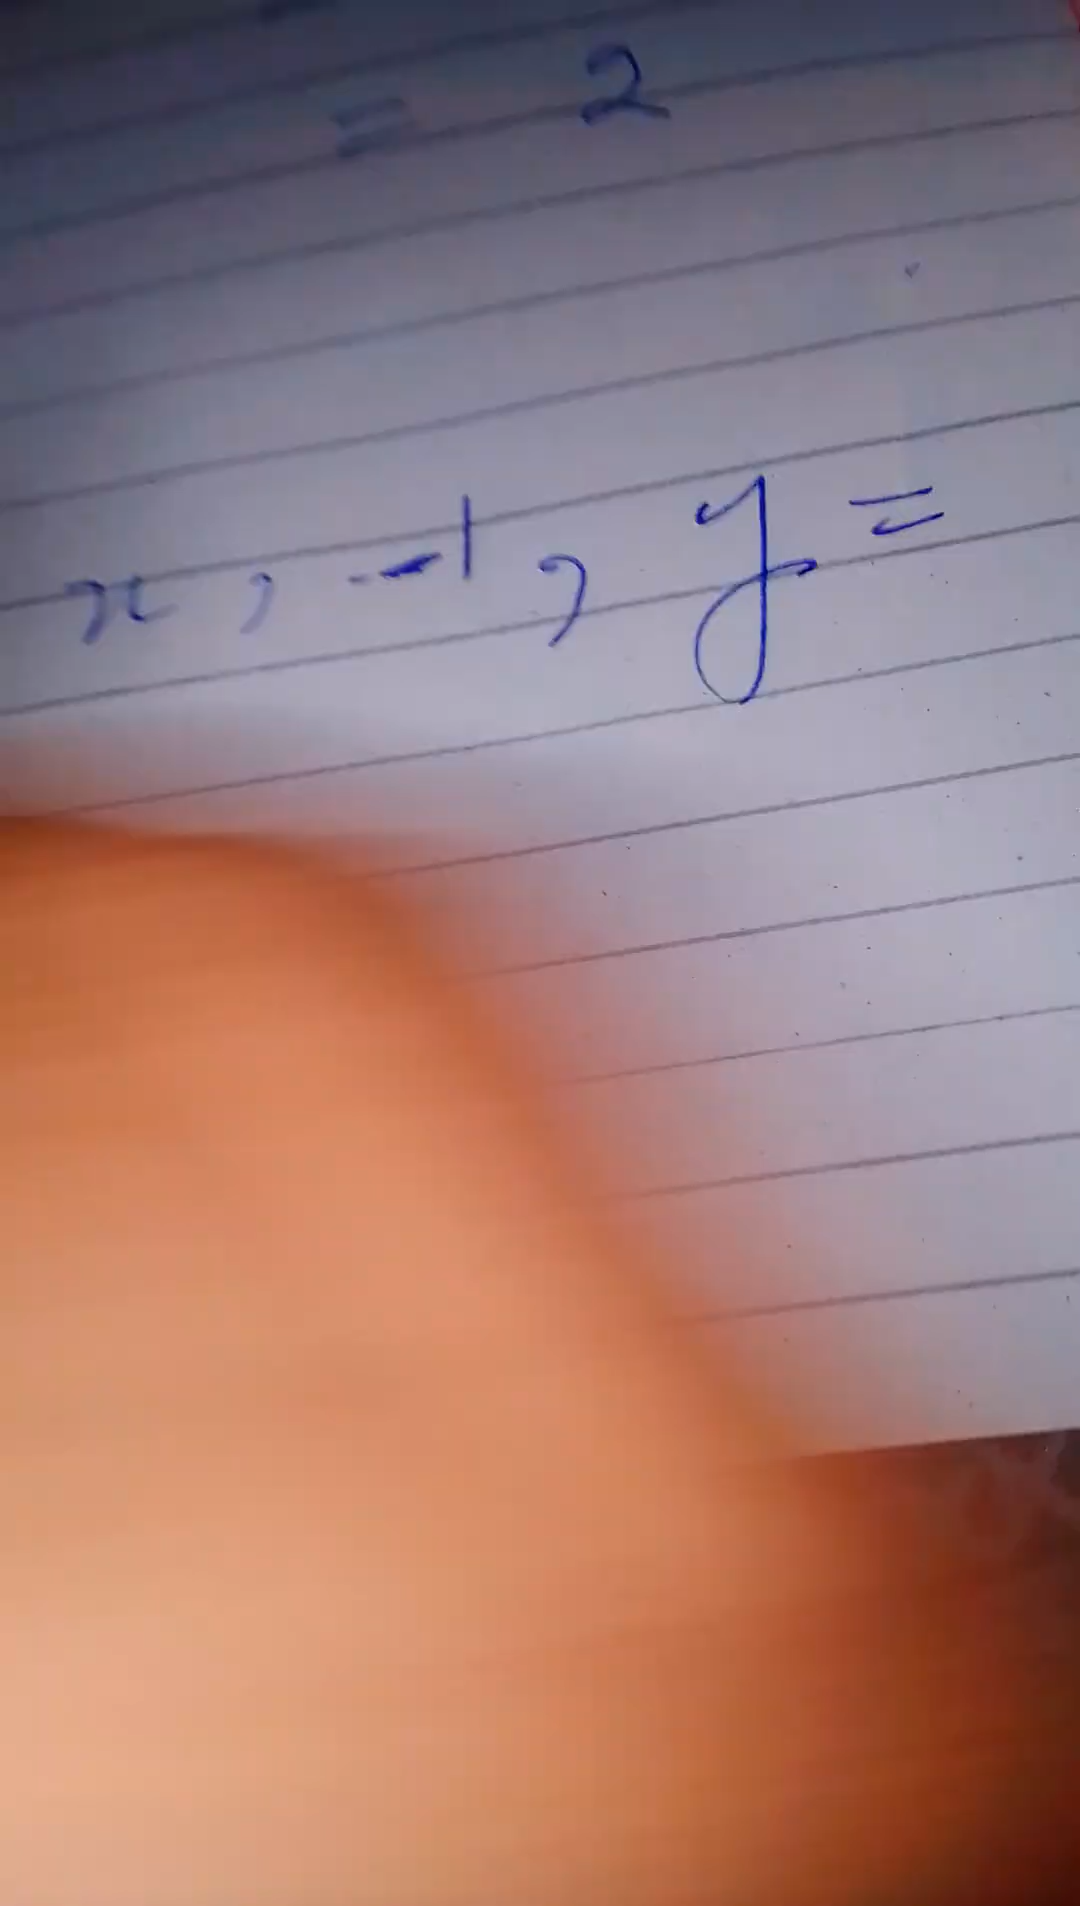 = 2
x, -1, y =